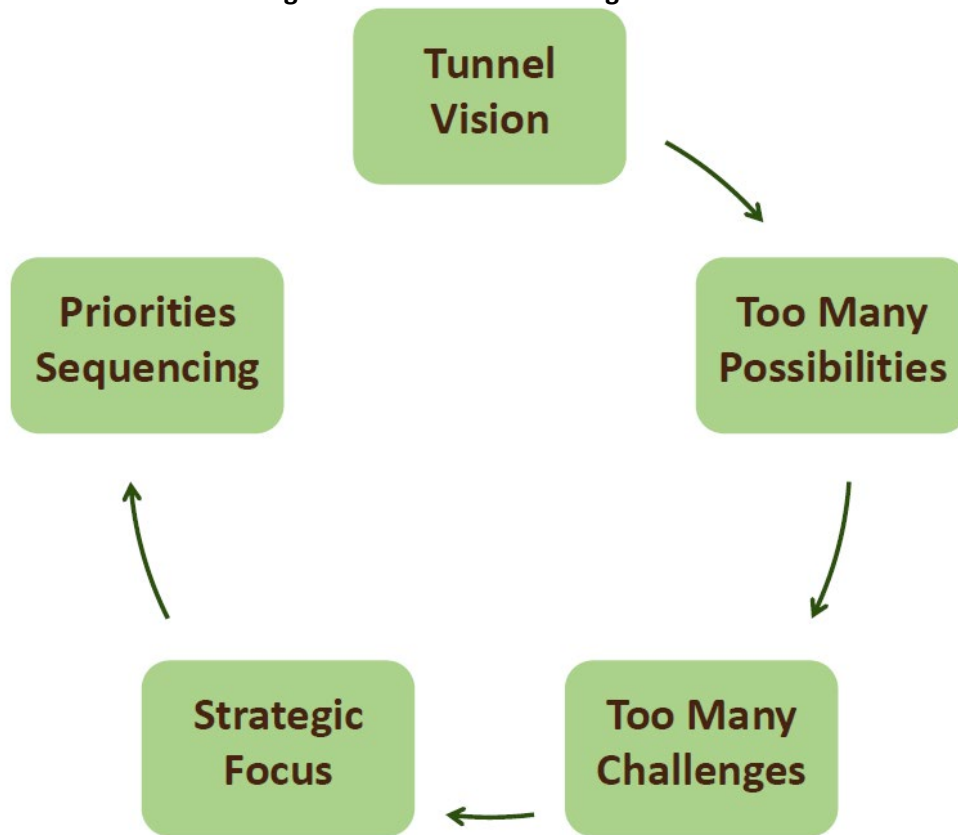 Tunnel
Vision
Too Many
Possibilities
Too Many
Challenges
Strategic
Focus
Priorities
Sequencing